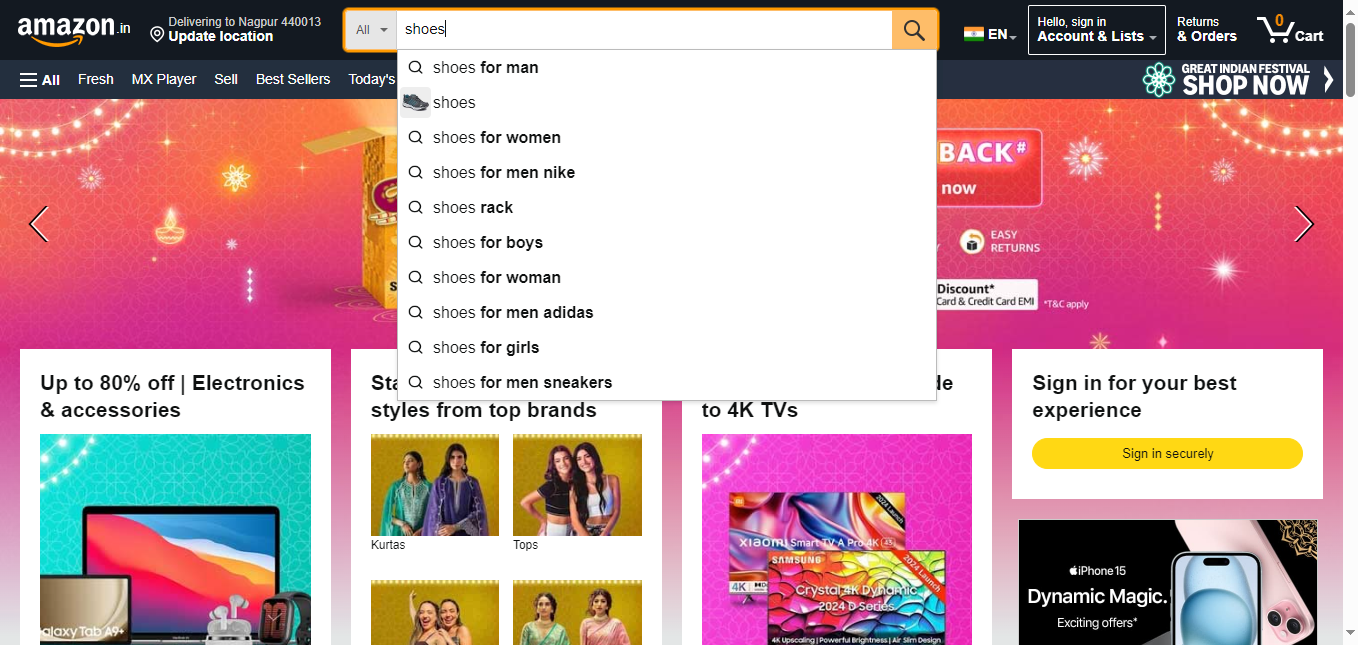 amazon.in
Delivering to Nagpur 440013
Update location
All
shoes
EN
Hello, sign in
Account & Lists
Returns
& Orders
0
Cart
All
Fresh
MX Player
Sell
Best Sellers
Today's
GREAT INDIAN FESTIVAL
SHOP NOW
shoes for man
shoes
shoes for women
shoes for men nike
shoes rack
shoes for boys
shoes for woman
shoes for men adidas
shoes for girls
shoes for men sneakers
BACK#
now
EASY
RETURNS
Discount*
Card & Credit Card EMI
*T&C apply
Up to 80% off | Electronics
& accessories
styles from top brands
to 4K TVs
Sign in for your best
experience
Sign in securely
Kurtas
Tops
alaxy Tab A9+
2024 Launch
xiaomi Smart TV A Pro 4K 43
4K
SAMSUNG
2024 Launch
Crystal 4K Dynamic
2024 D Series
4K Upscaling | Powerful Brightness | Air Slim Design
iPhone 15
Dynamic Magic.
Exciting offers*